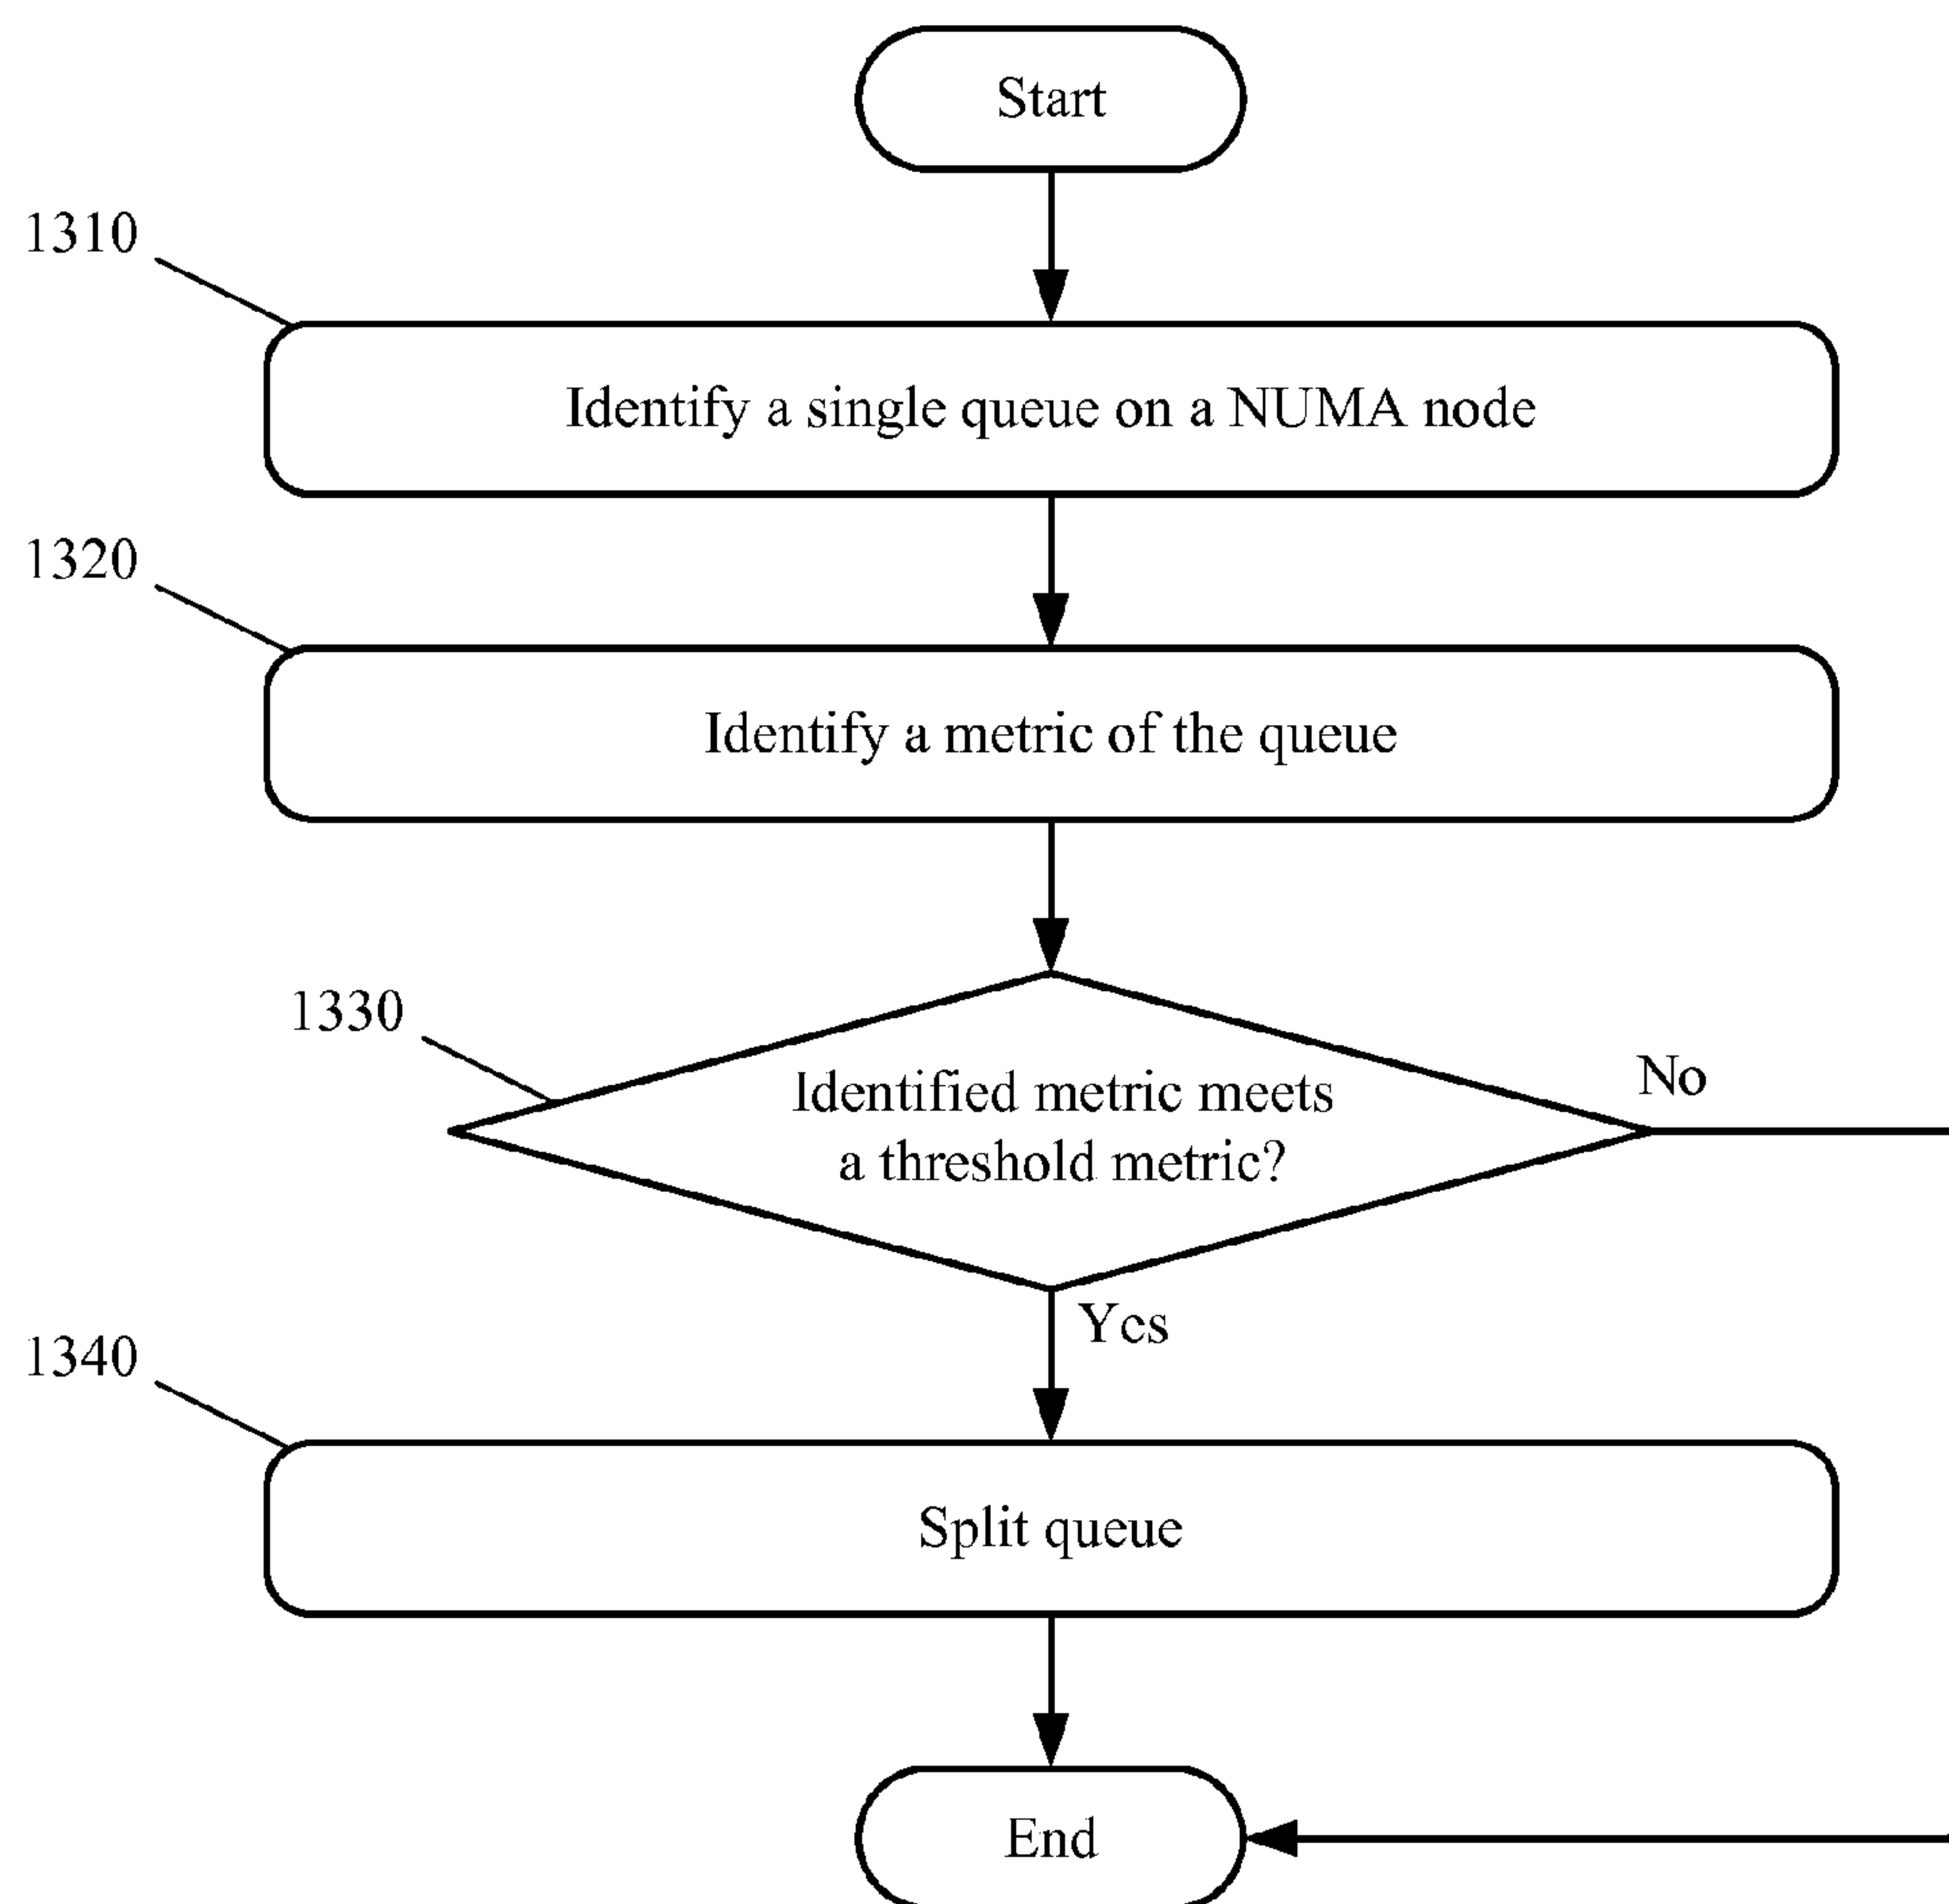 Start
1310
Identify a single queue on a NUMA node
1320
Identify a metric of the queue
1330
Identified metric meets
a threshold metric?
No
Yes
1340
Split queue
End